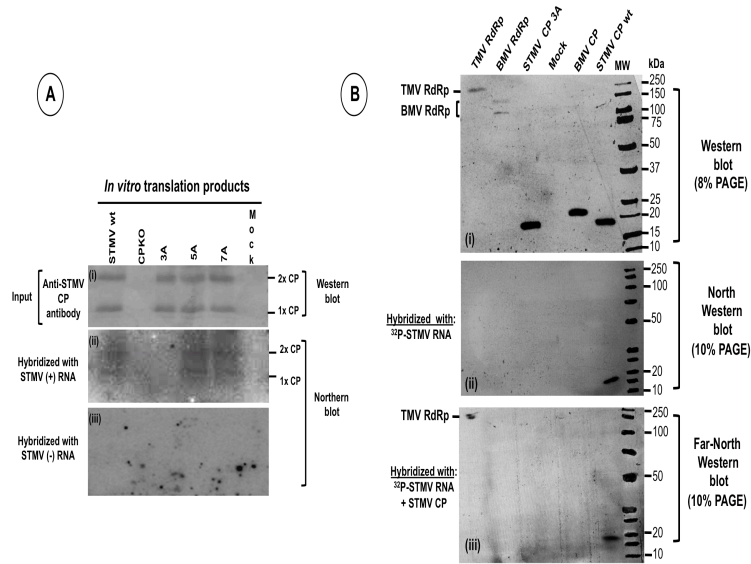 A
In vitro translation products
STMV wt
CPKO
3A
5A
7A
Mock
Input
Anti-STMV
CP
antibody
(i)
2x CP
1x CP
Western
blot
Hybridized with
STMV (+) RNA
(ii)
2x CP
1x CP
Hybridized with
STMV (-) RNA
(iii)
Northern
blot
B
TMV RdRp
BMV RdRp
STMV CP 3A
Mock
BMV CP
STMV CP wt
MW
kDa
TMV RdRp
BMV RdRp
250
150
100
75
50
37
25
20
15
10
(i)
Western
blot
(8% PAGE)
Hybridized with:
32P-STMV RNA
250
100
50
20
10
(ii)
North
Western
blot
(10% PAGE)
TMV RdRp
Hybridized with:
32P-STMV RNA
+ STMV CP
250
100
50
20
10
(iii)
Far-North
Western
blot
(10% PAGE)